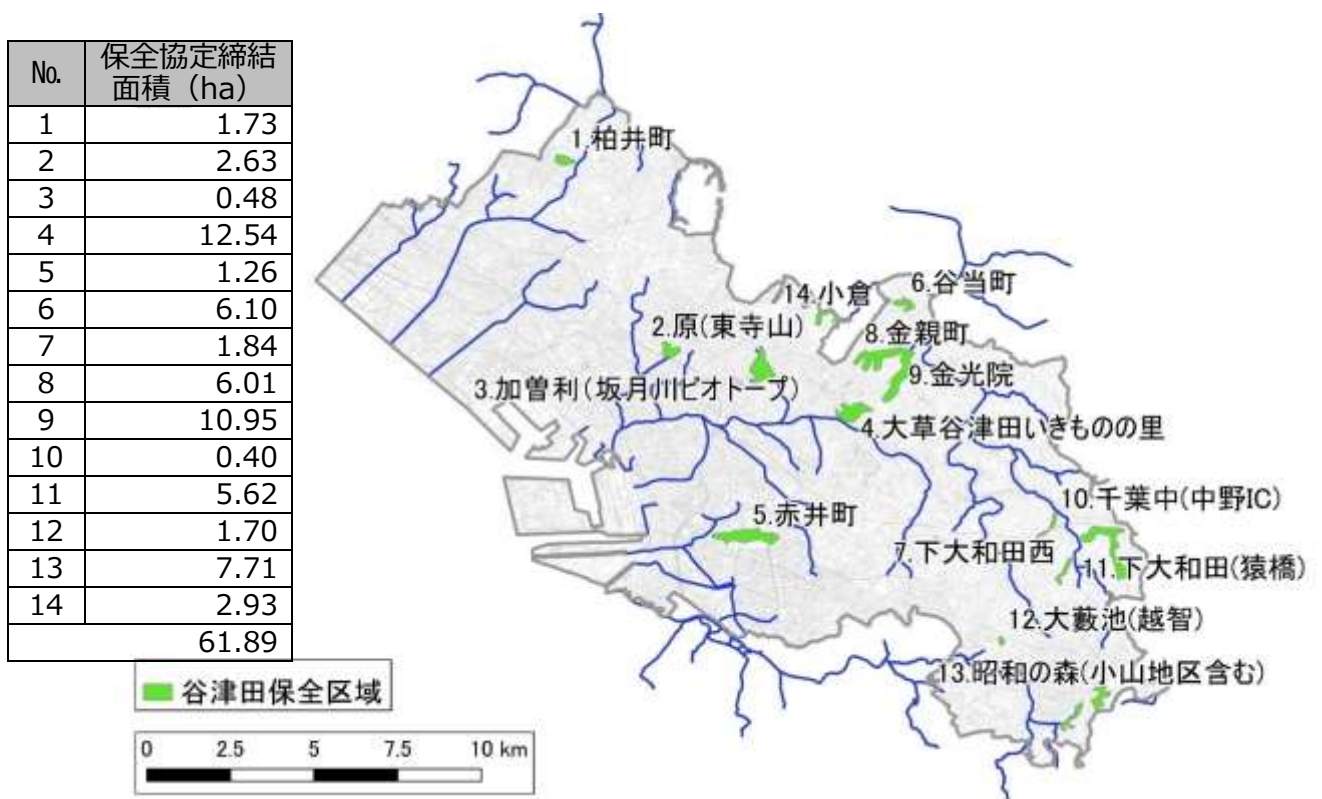 No. 保全協定締結面積（ha）
1 1.73
2 2.63
3 0.48
4 12.54
5 1.26
6 6.10
7 1.84
8 6.01
9 10.95
10 0.40
11 5.62
12 1.70
13 7.71
14 2.93
61.89
谷津田保全区域
0 2.5 5 7.5 10 km
1.柏井町
14.小倉
6.谷当町
2.原(東寺山)
8.金親町
9.金光院
3.加曽利(坂月川ビオトープ)
4.大草谷津田いきものの里
10.千葉中(中野IC)
5.赤井町
7.下大和田西
11.下大和田(猿橋)
12.大藪池(越智)
13.昭和の森(小山地区含む)